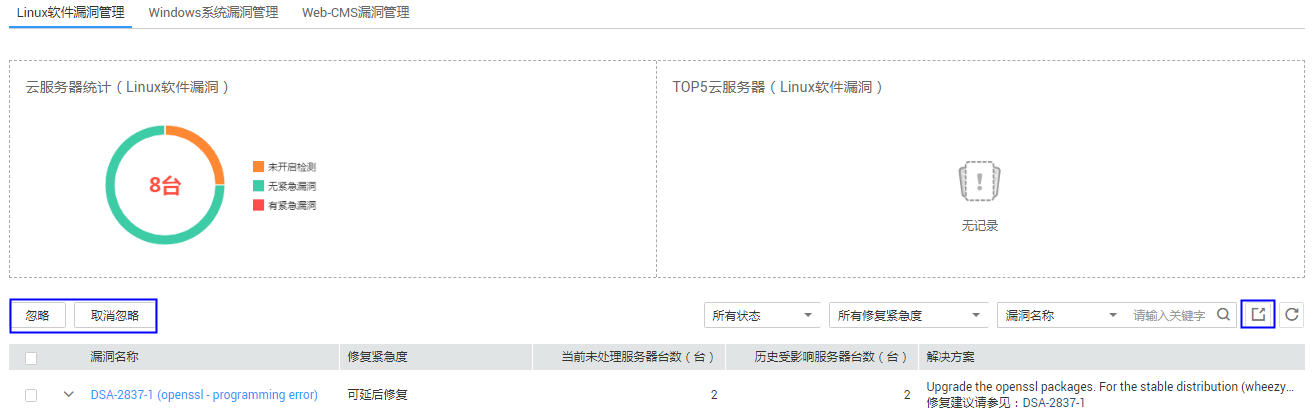 Linux软件漏洞管理 Windows系统漏洞管理 Web-CMS漏洞管理
云服务器统计（Linux软件漏洞）
8台
未开启检测
无紧急漏洞
有紧急漏洞
TOP5云服务器（Linux软件漏洞）
无记录
忽略 取消忽略 所有状态 所有修复紧急度 漏洞名称 请输入关键字
漏洞名称 修复紧急度 当前未处理服务器台数（台） 历史受影响服务器台数（台） 解决方案
DSA-2837-1 (openssl - programming error) 可延后修复 2 2 Upgrade the openssl packages. For the stable distribution (wheezy...
修复建议请参见：DSA-2837-1